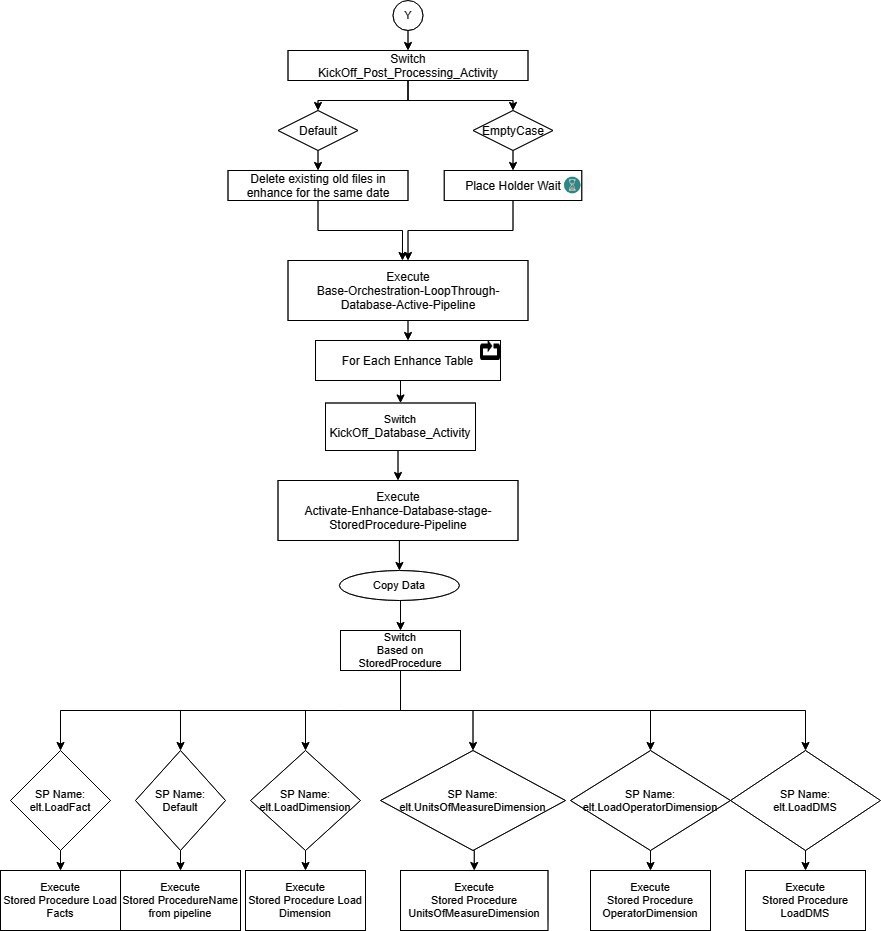 Y
Switch
KickOff_Post_Processing_Activity
Default
EmptyCase
Delete existing old files in
enhance for the same date
Place Holder Wait
Execute
Base-Orchestration-LoopThrough-
Database-Active-Pipeline
For Each Enhance Table
Switch
KickOff_Database_Activity
Execute
Activate-Enhance-Database-stage-
StoredProcedure-Pipeline
Copy Data
Switch
Based on
StoredProcedure
SP Name:
elt.LoadFact
SP Name:
Default
SP Name:
elt.LoadDimension
SP Name:
elt.UnitsOfMeasureDimension
SP Name:
elt.LoadOperatorDimension
SP Name:
elt.LoadDMS
Execute
Stored Procedure Load
Facts
Execute
Stored ProcedureName
from pipeline
Execute
Stored Procedure Load
Dimension
Execute
Stored Procedure
UnitsOfMeasureDimension
Execute
Stored Procedure
OperatorDimension
Execute
Stored Procedure
LoadDMS